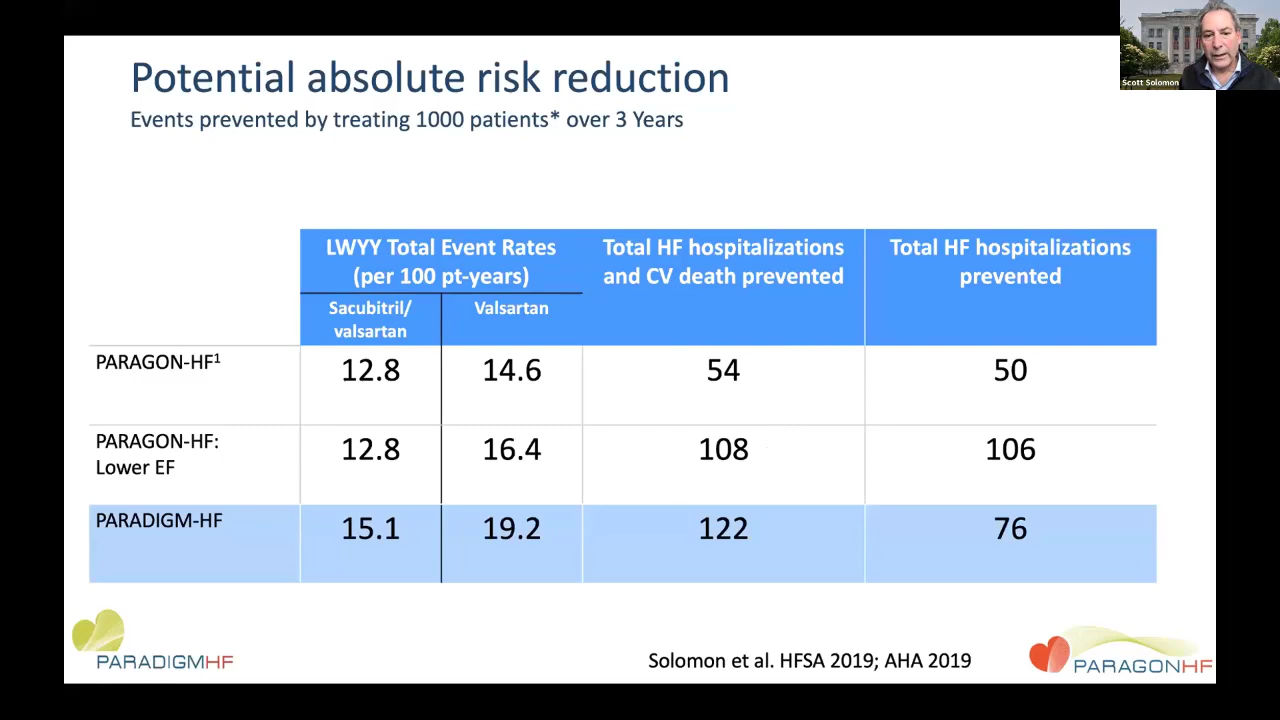 Scott Solomon
Potential absolute risk reduction
Events prevented by treating 1000 patients* over 3 Years
LWYY Total Event Rates
(per 100 pt-years)
Total HF hospitalizations
and CV death prevented
Total HF hospitalizations
prevented
Sacubitril/
valsartan
Valsartan
PARAGON-HF¹
12.8
14.6
54
50
PARAGON-HF:
Lower EF
12.8
16.4
108
106
PARADIGM-HF
15.1
19.2
122
76
PARADIGMHF
Solomon et al. HFSA 2019; AHA 2019
PARAGONHF